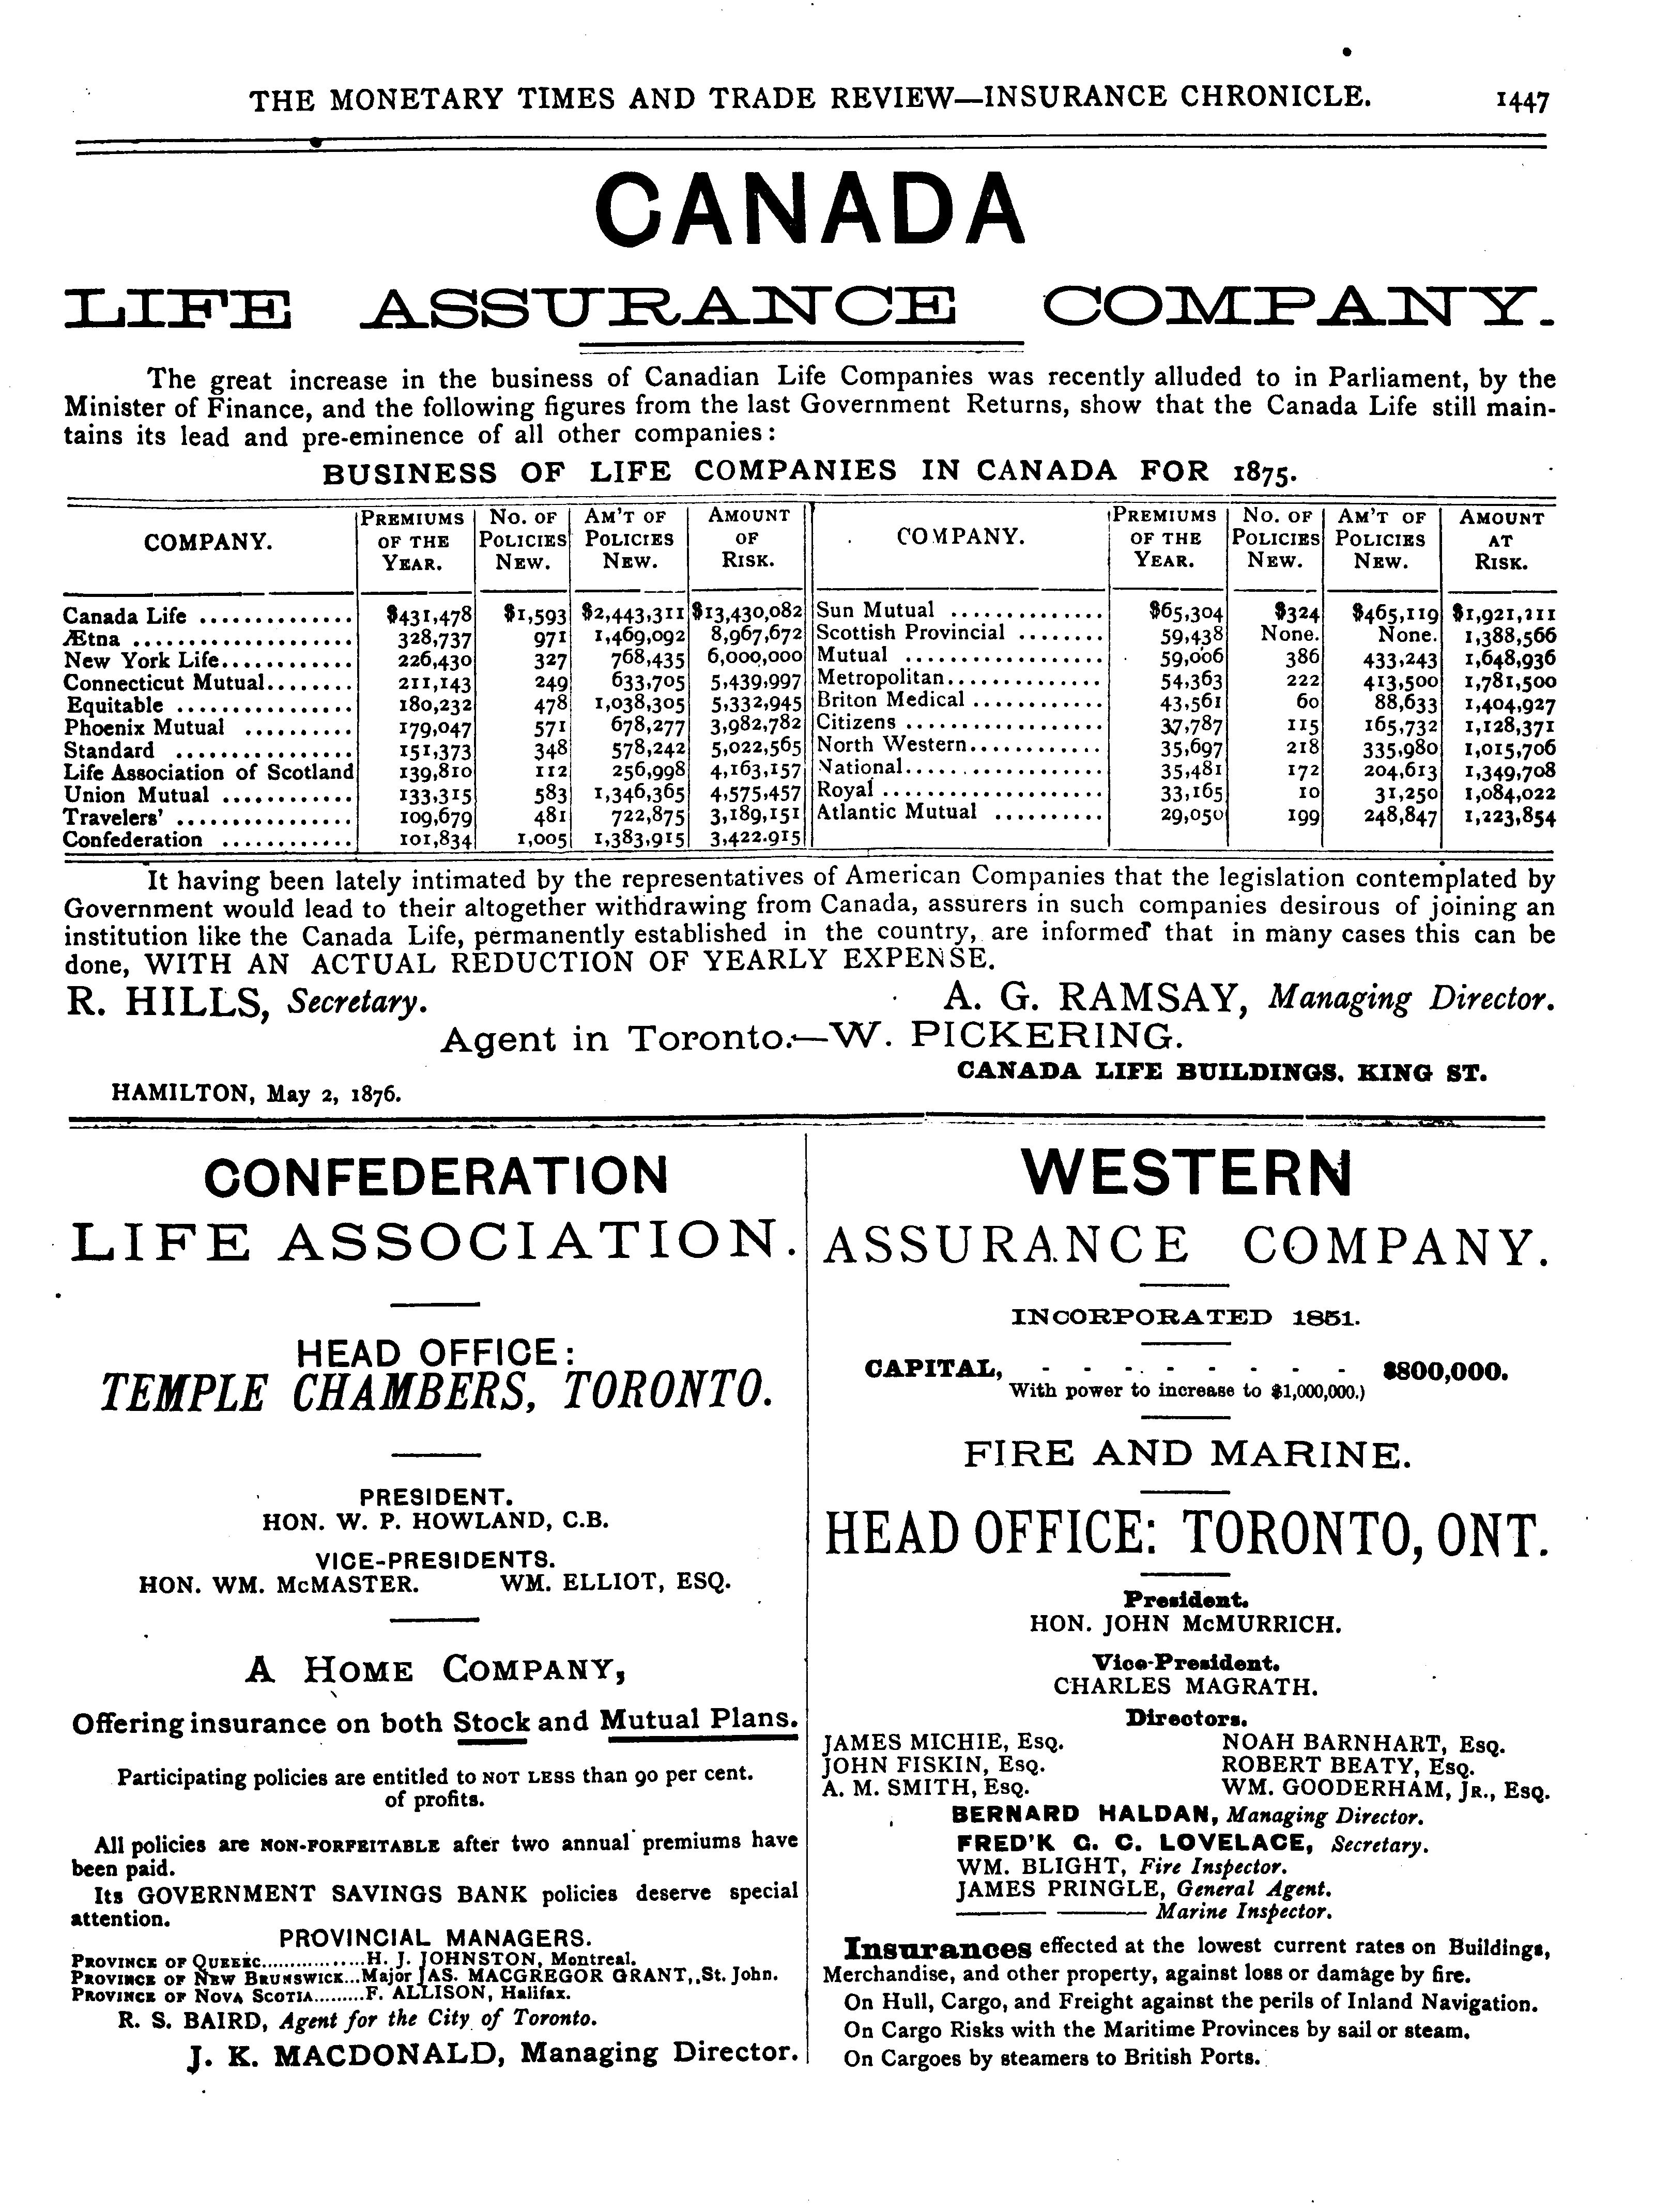 THE MONETARY TIMES AND TRADE REVIEW—INSURANCE CHRONICLE. 1447
CANADA
LIFE ASSURANCE COMPANY.
The great increase in the business of Canadian Life Companies was recently alluded to in Parliament, by the
Minister of Finance, and the following figures from the last Government Returns, show that the Canada Life still main-
tains its lead and pre-eminence of all other companies:
BUSINESS OF LIFE COMPANIES IN CANADA FOR 1875.
COMPANY. PREMIUMS OF THE YEAR. NO. OF POLICIES NEW. AM'T OF POLICIES NEW. AMOUNT OF RISK.
Canada Life .............. $431,478 $1,593 $2,443,311 $13,430,082
Ætna .................... 328,737 971 1,469,092 8,967,672
New York Life............ 226,430 327 768,435 6,000,000
Connecticut Mutual........ 211,143 249 633,705 5,439,997
Equitable ................ 180,232 478 1,038,305 5,332,945
Phoenix Mutual .......... 179,047 571 678,277 3,982,782
Standard ................ 151,373 348 578,242 5,022,565
Life Association of Scotland 139,810 112 256,998 4,163,157
Union Mutual ............ 133,315 583 1,346,365 4,575,457
Travelers' ................ 109,679 481 722,875 3,189,151
Confederation ............ 101,834 1,005 1,383,915 3,422.915
COMPANY. PREMIUMS OF THE YEAR. NO. OF POLICIES NEW. AM'T OF POLICIES NEW. AMOUNT AT RISK.
Sun Mutual .............. $65,304 $324 $465,119 $1,921,211
Scottish Provincial ........ 59,438 None. None. 1,388,566
Mutual .................. 59,006 386 433,243 1,648,936
Metropolitan.............. 54,363 222 413,500 1,781,500
Briton Medical ............ 43,561 60 88,633 1,404,927
Citizens .................. 37,787 115 165,732 1,128,371
North Western............ 35,697 218 335,980 1,015,706
National.................. 35,481 172 204,613 1,349,708
Royal .................... 33,165 10 31,250 1,084,022
Atlantic Mutual .......... 29,050 199 248,847 1,223,854
It having been lately intimated by the representatives of American Companies that the legislation contemplated by
Government would lead to their altogether withdrawing from Canada, assurers in such companies desirous of joining an
institution like the Canada Life, permanently established in the country, are informed that in many cases this can be
done, WITH AN ACTUAL REDUCTION OF YEARLY EXPENSE.
R. HILLS, Secretary. A. G. RAMSAY, Managing Director.
Agent in Toronto:—W. PICKERING.
CANADA LIFE BUILDINGS. KING ST.
HAMILTON, May 2, 1876.
CONFEDERATION
LIFE ASSOCIATION.
HEAD OFFICE:
TEMPLE CHAMBERS, TORONTO.
PRESIDENT.
HON. W. P. HOWLAND, C.B.
VICE-PRESIDENTS.
HON. WM. McMASTER. WM. ELLIOT, ESQ.
A HOME COMPANY,
Offering insurance on both Stock and Mutual Plans.
Participating policies are entitled to NOT LESS than 90 per cent.
of profits.
All policies are NON-FORFEITABLE after two annual premiums have
been paid.
Its GOVERNMENT SAVINGS BANK policies deserve special
attention.
PROVINCIAL MANAGERS.
PROVINCE OF QUEBEC................H. J. JOHNSTON, Montreal.
PROVINCE OF NEW BRUNSWICK...Major JAS. MACGREGOR GRANT,,St. John.
PROVINCE OF NOVA SCOTIA.........F. ALLISON, Halifax.
R. S. BAIRD, Agent for the City of Toronto.
J. K. MACDONALD, Managing Director.
WESTERN
ASSURANCE COMPANY.
INCORPORATED 1851.
CAPITAL, - - - - - - - - $800,000.
With power to increase to $1,000,000.)
FIRE AND MARINE.
HEAD OFFICE: TORONTO, ONT.
President.
HON. JOHN McMURRICH.
Vice-President.
CHARLES MAGRATH.
Directors.
JAMES MICHIE, ESQ. NOAH BARNHART, ESQ.
JOHN FISKIN, ESQ. ROBERT BEATY, ESQ.
A. M. SMITH, ESQ. WM. GOODERHAM, JR., ESQ.
BERNARD HALDAN, Managing Director.
FRED'K G. C. LOVELACE, Secretary.
WM. BLIGHT, Fire Inspector.
JAMES PRINGLE, General Agent.
——— ——— Marine Inspector.
Insurances effected at the lowest current rates on Buildings,
Merchandise, and other property, against loss or damage by fire.
On Hull, Cargo, and Freight against the perils of Inland Navigation.
On Cargo Risks with the Maritime Provinces by sail or steam.
On Cargoes by steamers to British Ports.